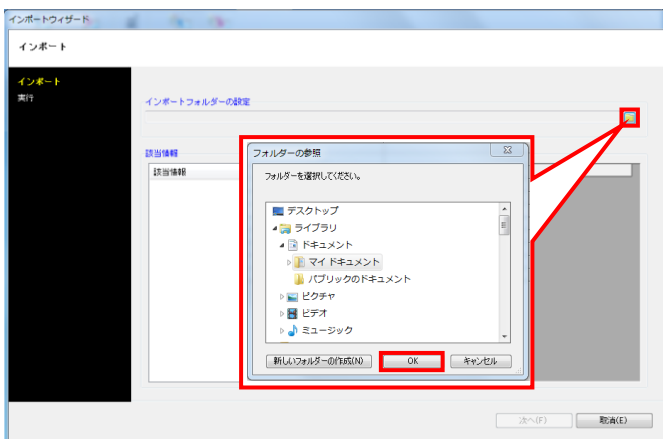 インポートウィザード
インポート
インポート
実行
インポートフォルダーの設定
該当情報
該当情報
フォルダーの参照
フォルダーを選択してください。
デスクトップ
ライブラリ
ドキュメント
マイ ドキュメント
パブリックのドキュメント
ピクチャ
ビデオ
ミュージック
新しいフォルダーの作成(N) OK キャンセル
次へ(F) 取消(E)